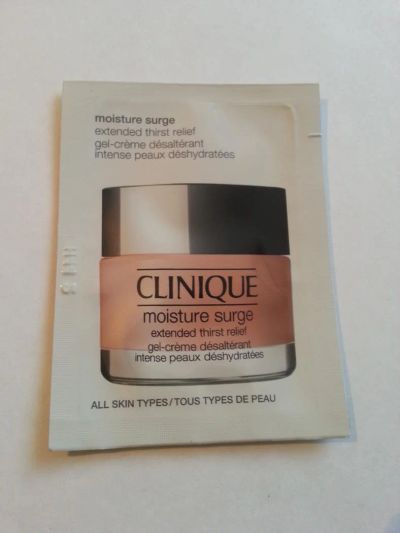 moisture surge
extended thirst relief
gel-crème désaltérant
intense peaux déshydratées
CLINIQUE
moisture surge
extended thirst relief
gel-crème désaltérant
intense peaux déshydratées
ALL SKIN TYPES/TOUS TYPES DE PEAU